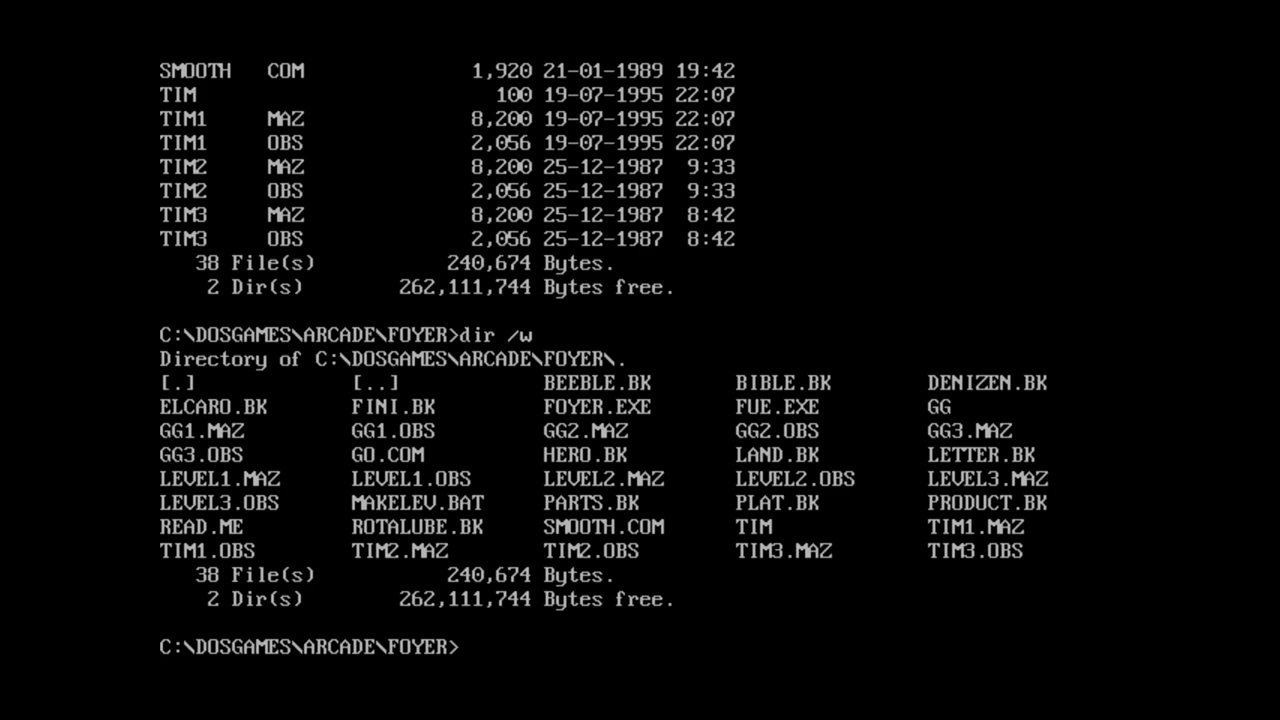 SMOOTH   COM              1,920 21-01-1989 19:42
TIM                         100 19-07-1995 22:07
TIM1     MAZ              8,200 19-07-1995 22:07
TIM1     OBS              2,056 19-07-1995 22:07
TIM2     MAZ              8,200 25-12-1987  9:33
TIM2     OBS              2,056 25-12-1987  9:33
TIM3     MAZ              8,200 25-12-1987  8:42
TIM3     OBS              2,056 25-12-1987  8:42
   38 File(s)           240,674 Bytes.
    2 Dir(s)        262,111,744 Bytes free.
C:\DOSGAMES\ARCADE\FOYER>dir /w
Directory of C:\DOSGAMES\ARCADE\FOYER\.
[.]             [..]            BEEBLE.BK       BIBLE.BK        DENIZEN.BK
ELCARO.BK       FINI.BK         FOYER.EXE       FUE.EXE         GG
GG1.MAZ         GG1.OBS         GG2.MAZ         GG2.OBS         GG3.MAZ
GG3.OBS         GO.COM          HERO.BK         LAND.BK         LETTER.BK
LEVEL1.MAZ      LEVEL1.OBS      LEVEL2.MAZ      LEVEL2.OBS      LEVEL3.MAZ
LEVEL3.OBS      MAKELEV.BAT     PARTS.BK        PLAT.BK         PRODUCT.BK
READ.ME         ROTALUBE.BK     SMOOTH.COM      TIM             TIM1.MAZ
TIM1.OBS        TIM2.MAZ        TIM2.OBS        TIM3.MAZ        TIM3.OBS
   38 File(s)           240,674 Bytes.
    2 Dir(s)        262,111,744 Bytes free.
C:\DOSGAMES\ARCADE\FOYER>